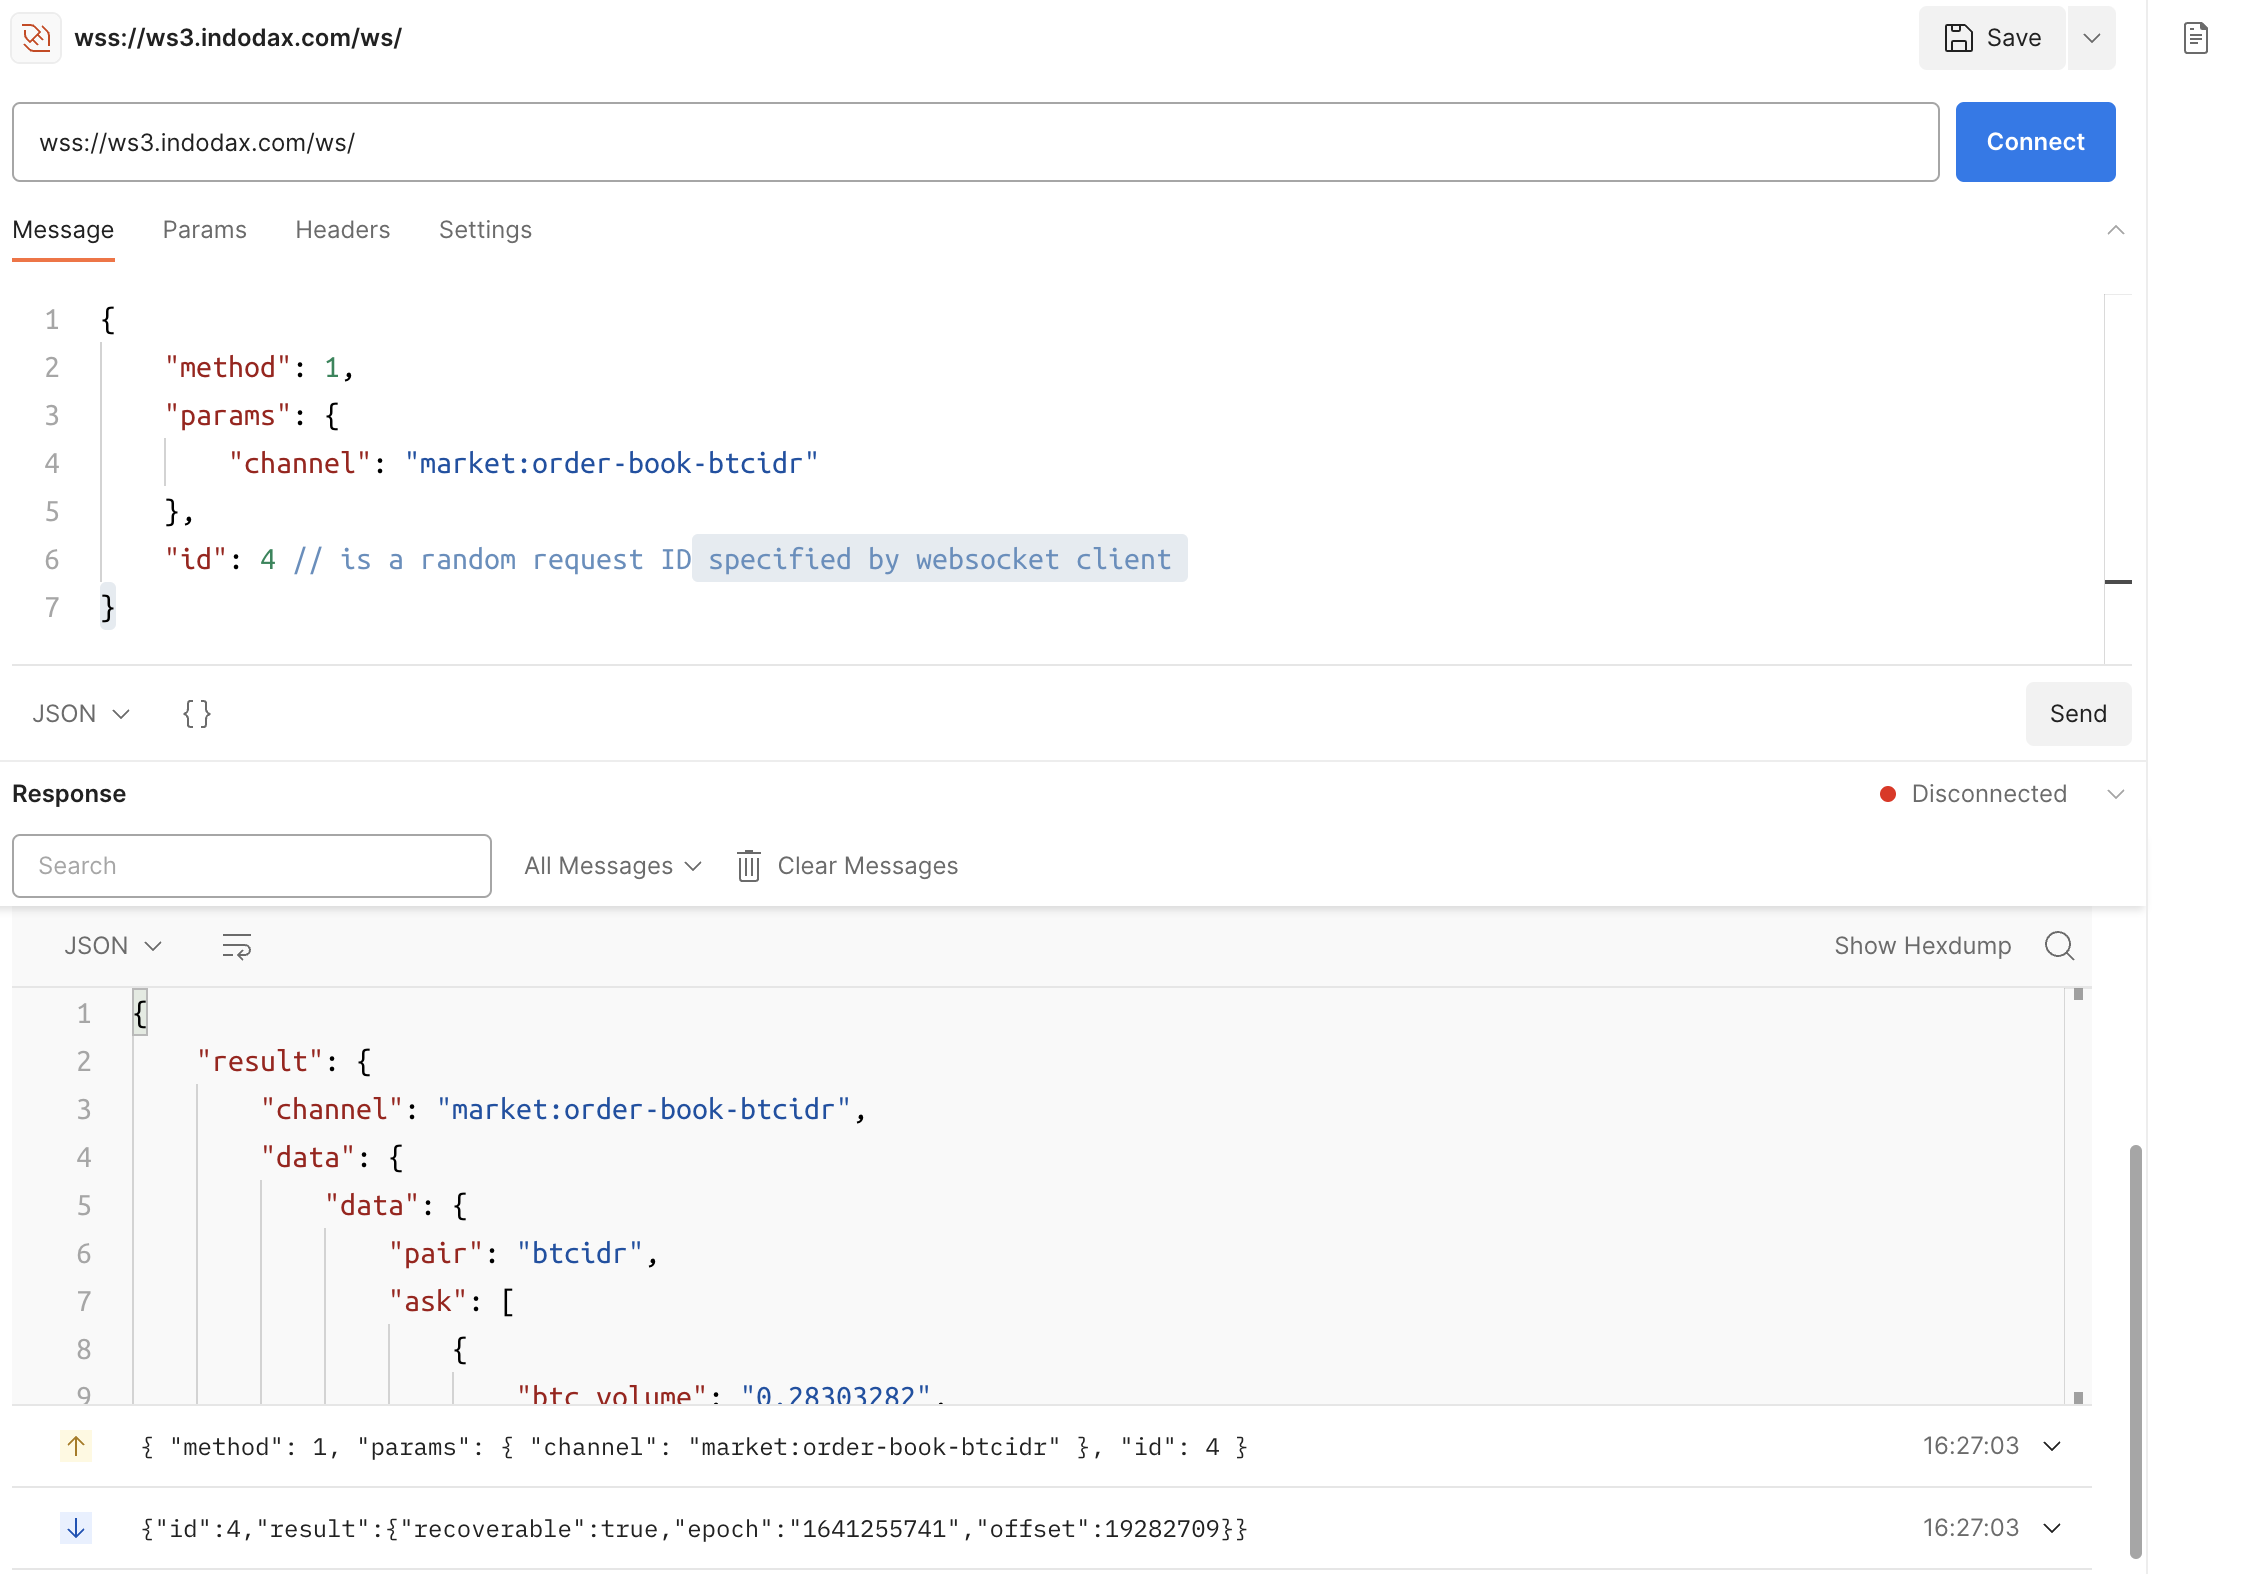 wss://ws3.indodax.com/ws/
Save
wss://ws3.indodax.com/ws/
Connect
Message Params Headers Settings
1 {
2 "method": 1,
3 "params": {
4 "channel": "market:order-book-btcidr"
5 },
6 "id": 4 // is a random request ID specified by websocket client
7 }
JSON {}
Send
Response
Disconnected
Search
All Messages
Clear Messages
JSON
Show Hexdump
1 {
2 "result": {
3 "channel": "market:order-book-btcidr",
4 "data": {
5 "data": {
6 "pair": "btcidr",
7 "ask": [
8 {
9 "btc_volume": "0.28303282",
{ "method": 1, "params": { "channel": "market:order-book-btcidr" }, "id": 4 } 16:27:03
{"id":4,"result":{"recoverable":true,"epoch":"1641255741","offset":19282709}} 16:27:03